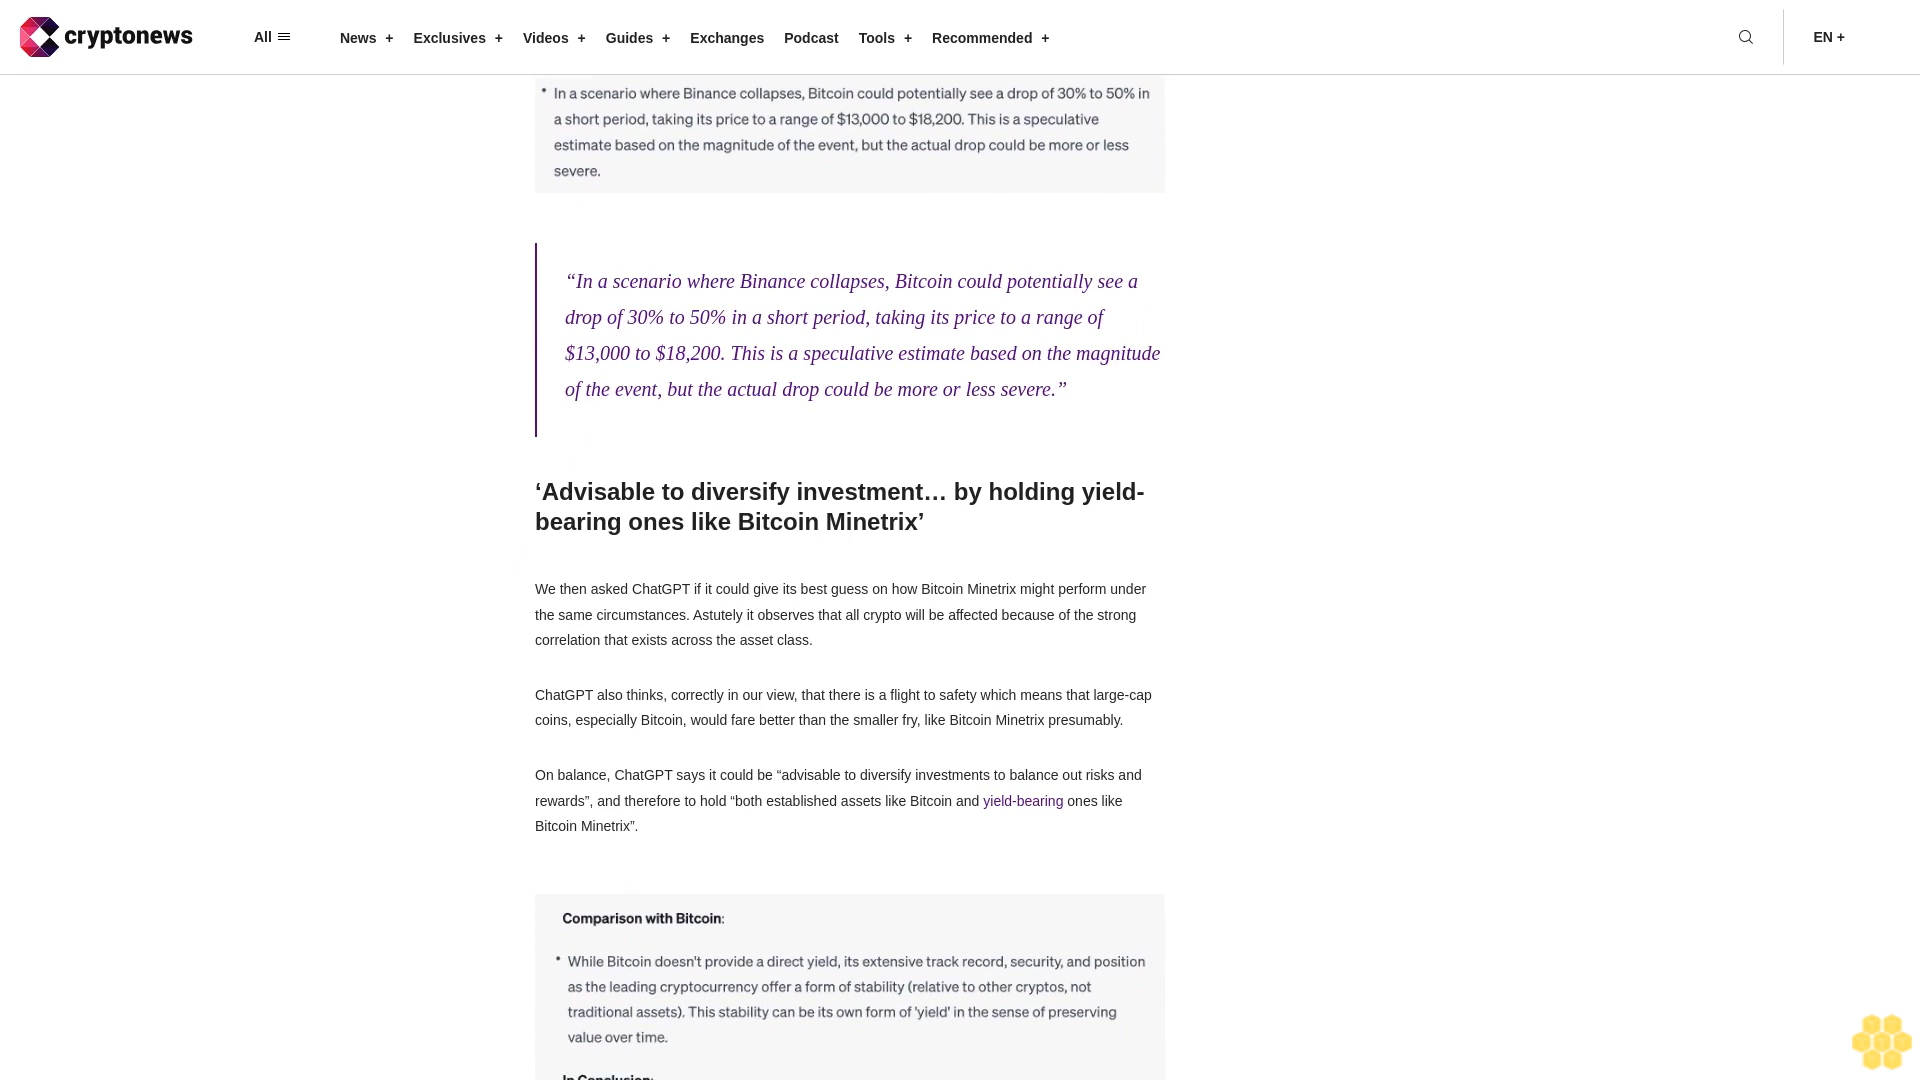 cryptonews
All
News + Exclusives + Videos + Guides + Exchanges Podcast Tools + Recommended +
EN +
• In a scenario where Binance collapses, Bitcoin could potentially see a drop of 30% to 50% in
a short period, taking its price to a range of $13,000 to $18,200. This is a speculative
estimate based on the magnitude of the event, but the actual drop could be more or less
severe.
“In a scenario where Binance collapses, Bitcoin could potentially see a
drop of 30% to 50% in a short period, taking its price to a range of
$13,000 to $18,200. This is a speculative estimate based on the magnitude
of the event, but the actual drop could be more or less severe.”
‘Advisable to diversify investment… by holding yield-
bearing ones like Bitcoin Minetrix’
We then asked ChatGPT if it could give its best guess on how Bitcoin Minetrix might perform under
the same circumstances. Astutely it observes that all crypto will be affected because of the strong
correlation that exists across the asset class.
ChatGPT also thinks, correctly in our view, that there is a flight to safety which means that large-cap
coins, especially Bitcoin, would fare better than the smaller fry, like Bitcoin Minetrix presumably.
On balance, ChatGPT says it could be “advisable to diversify investments to balance out risks and
rewards”, and therefore to hold “both established assets like Bitcoin and yield-bearing ones like
Bitcoin Minetrix”.
Comparison with Bitcoin:
• While Bitcoin doesn't provide a direct yield, its extensive track record, security, and position
as the leading cryptocurrency offer a form of stability (relative to other cryptos, not
traditional assets). This stability can be its own form of 'yield' in the sense of preserving
value over time.
In Conclusion: